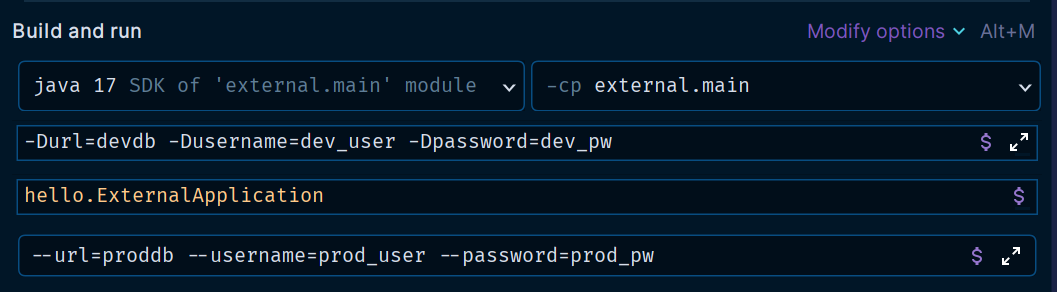 Build and run Modify options Alt+M
java 17 SDK of 'external.main' module -cp external.main
-Durl=devdb -Dusername=dev_user -Dpassword=dev_pw $
hello.ExternalApplication $
--url=proddb --username=prod_user --password=prod_pw $